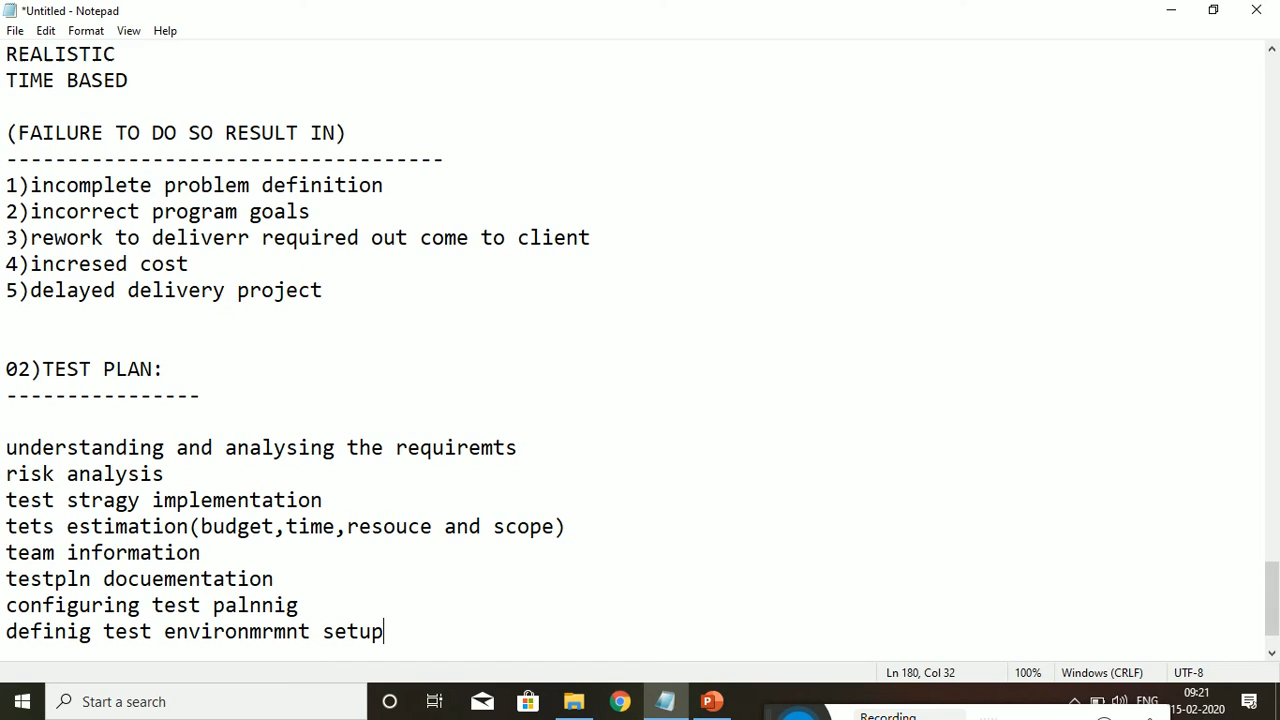 *Untitled - Notepad
File Edit Format View Help
REALISTIC
TIME BASED
(FAILURE TO DO SO RESULT IN)
------------------------------------
1)incomplete problem definition
2)incorrect program goals
3)rework to deliverr required out come to client
4)incresed cost
5)delayed delivery project
02)TEST PLAN:
----------------
understanding and analysing the requiremts
risk analysis
test stragy implementation
tets estimation(budget,time,resouce and scope)
team information
testpln docuementation
configuring test palnnig
definig test environmrmnt setup
Ln 180, Col 32 100% Windows (CRLF) UTF-8
Start a search
ENG
09:21
15-02-2020
Recording